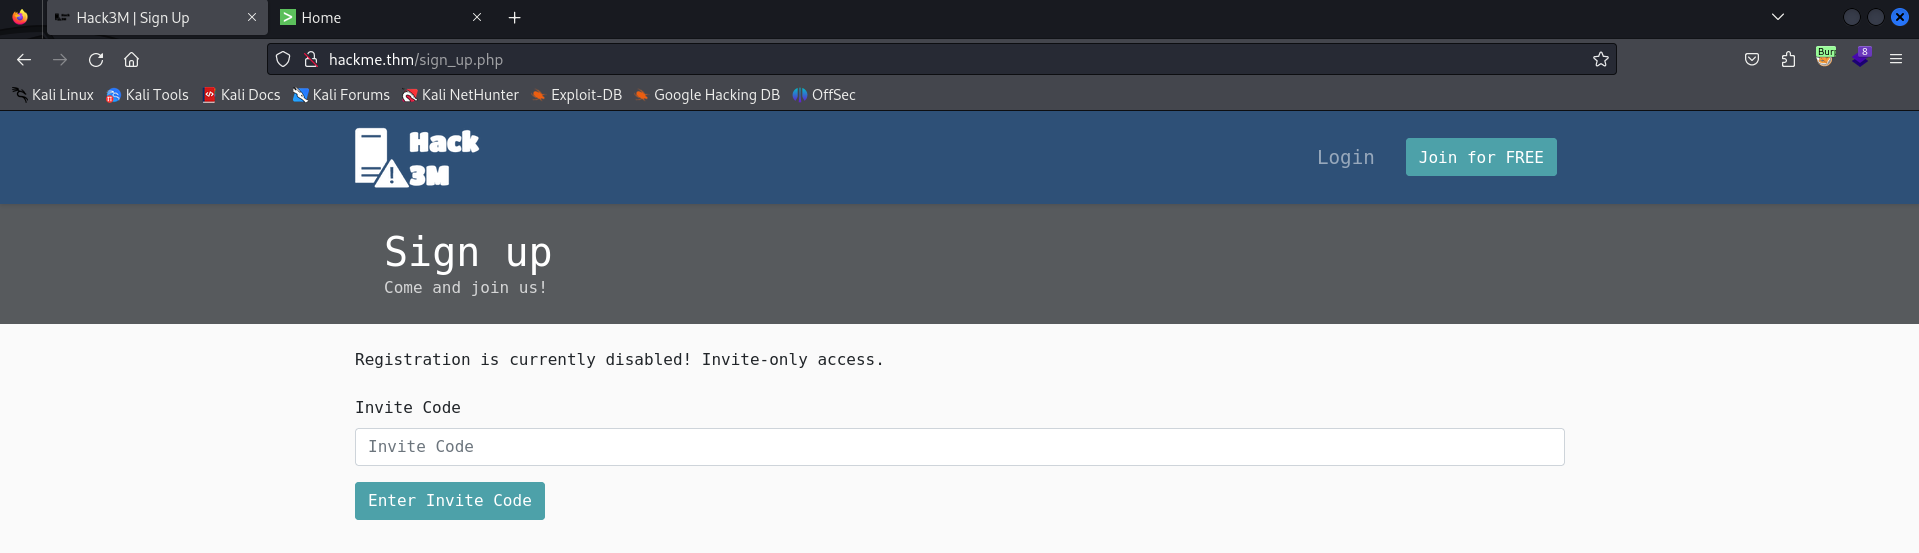 Hack3M | Sign Up
Home
hackme.thm/sign_up.php
8
Kali Linux Kali Tools Kali Docs Kali Forums Kali NetHunter Exploit-DB Google Hacking DB OffSec
Hack
3M
Login Join for FREE
Sign up
Come and join us!
Registration is currently disabled! Invite-only access.
Invite Code
Invite Code
Enter Invite Code